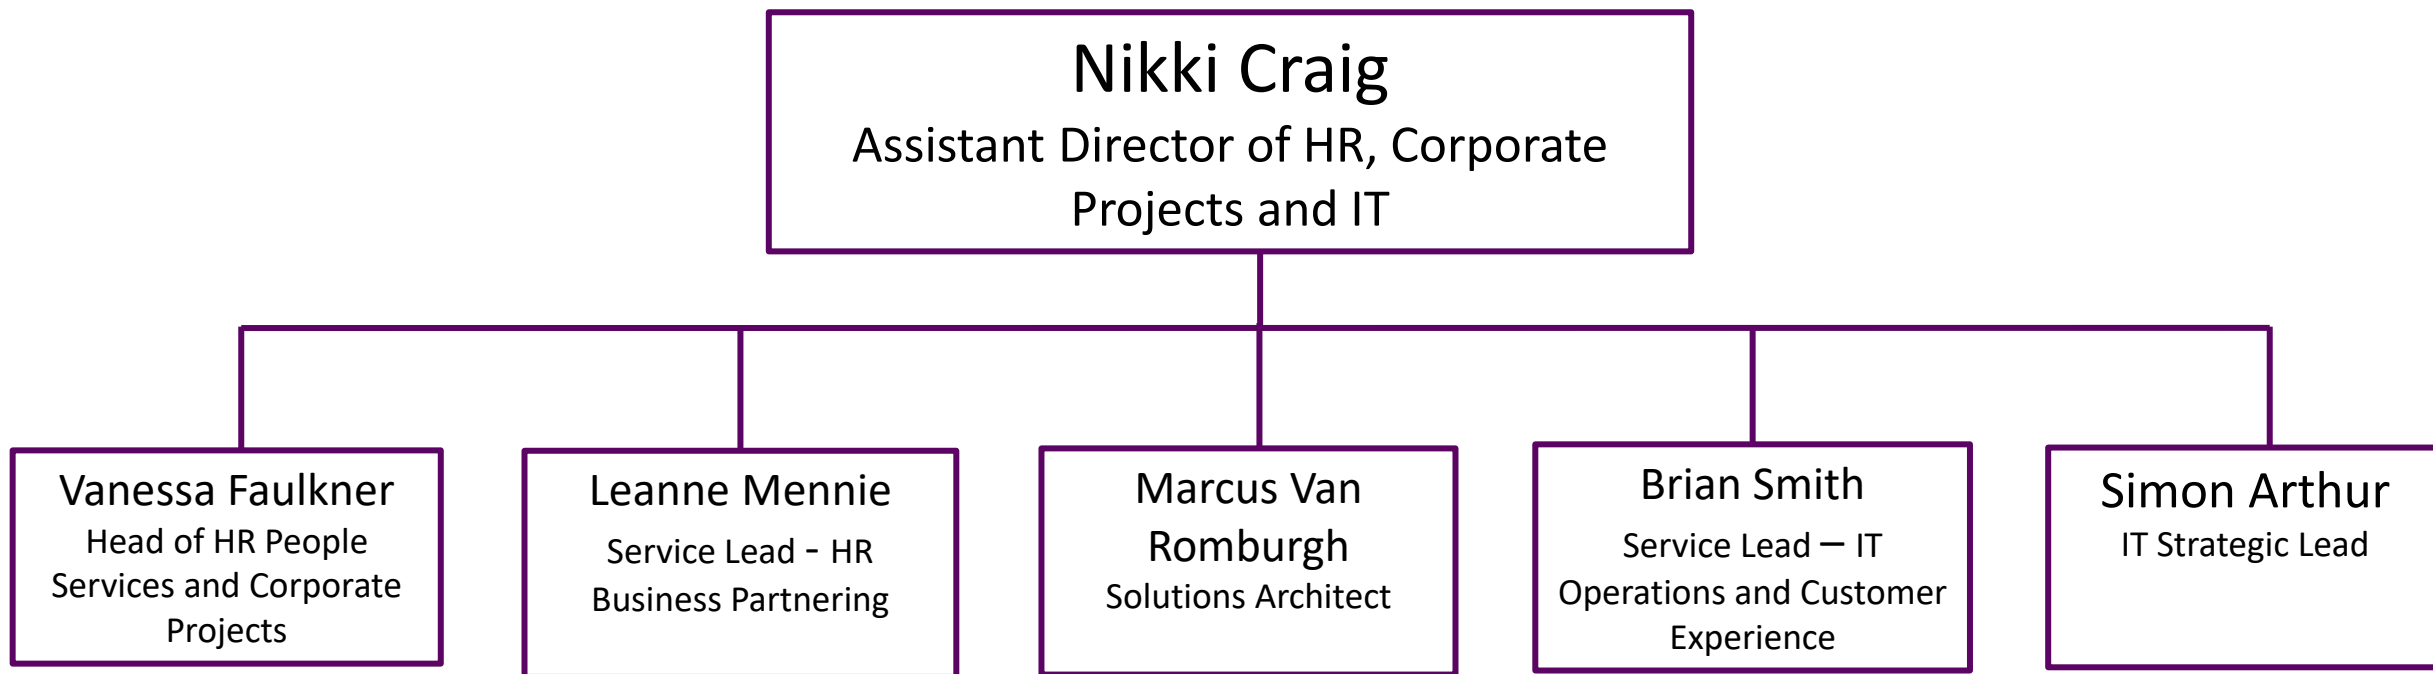 Nikki Craig
Assistant Director of HR, Corporate
Projects and IT
Vanessa Faulkner
Head of HR People
Services and Corporate
Projects
Leanne Mennie
Service Lead - HR
Business Partnering
Marcus Van
Romburgh
Solutions Architect
Brian Smith
Service Lead – IT
Operations and Customer
Experience
Simon Arthur
IT Strategic Lead